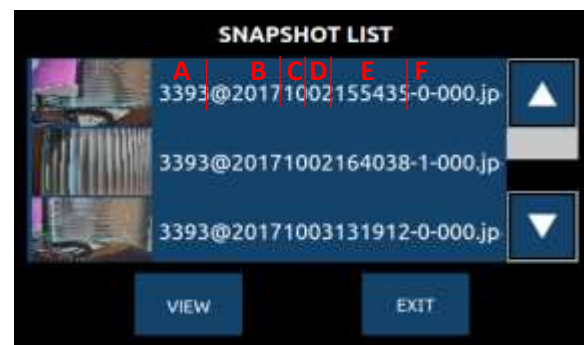 SNAPSHOT LIST
A B C D E F
3393@20171002155435-0-000.jp
3393@20171002164038-1-000.jp
3393@20171003131912-0-000.jp
VIEW EXIT